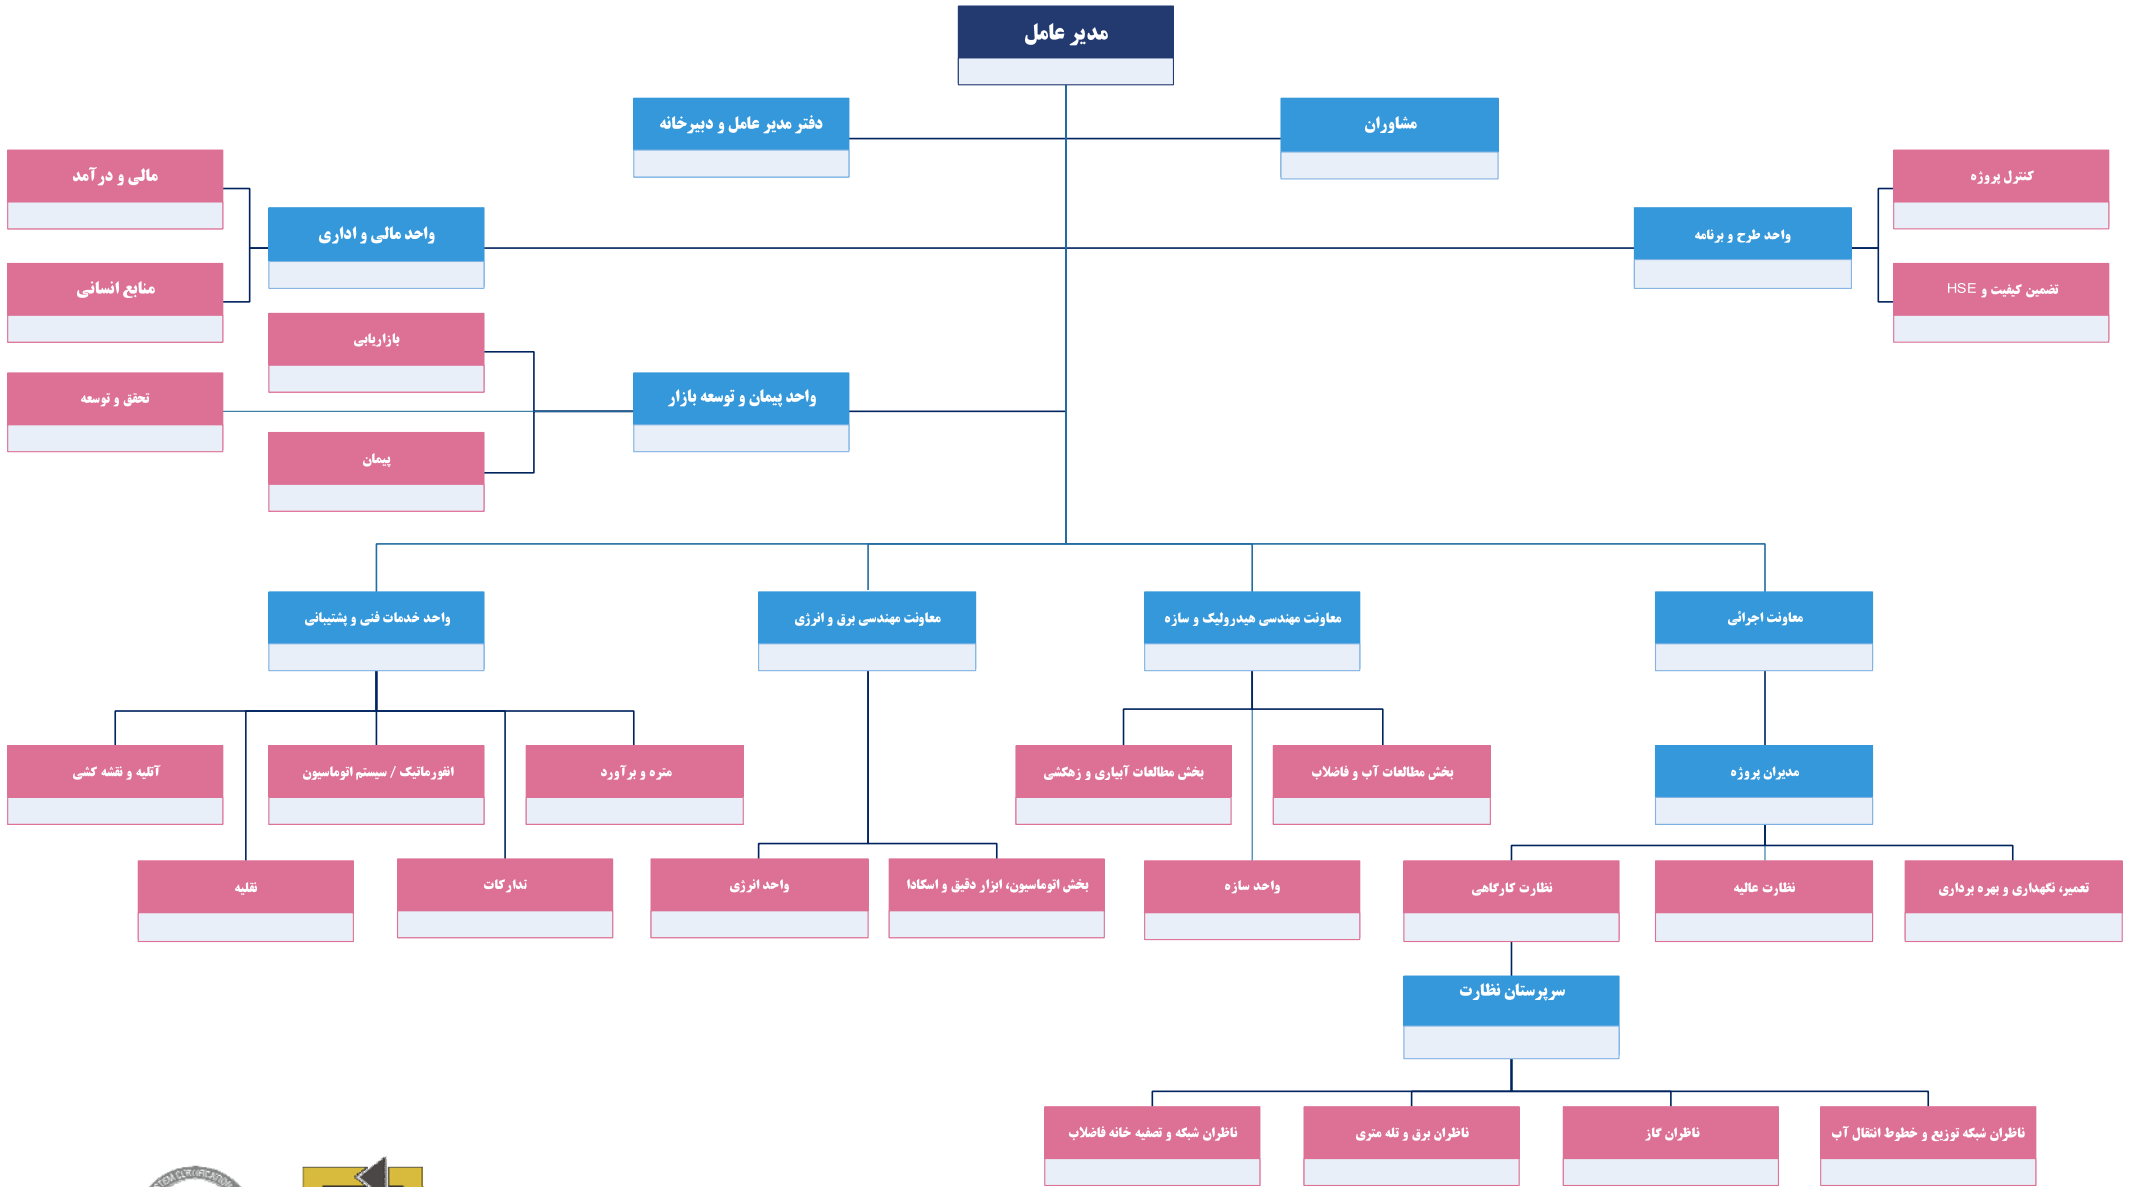 مدیر عامل
مشاوران
دفتر مدیر عامل و دبیرخانه
کنترل پروژه
واحد طرح و برنامه
تضمین کیفیت و HSE
واحد مالی و اداری
مالی و درآمد
منابع انسانی
بازاریابی
واحد پیمان و توسعه بازار
تحقق و توسعه
پیمان
معاونت اجرائی
معاونت مهندسی هیدرولیک و سازه
معاونت مهندسی برق و انرژی
واحد خدمات فنی و پشتیبانی
مدیران پروژه
بخش مطالعات آب و فاضلاب
بخش مطالعات آبیاری و زهکشی
متره و برآورد
انفورماتیک / سیستم اتوماسیون
آتلیه و نقشه کشی
تعمیر، نگهداری و بهره برداری
نظارت عالیه
نظارت کارگاهی
واحد سازه
بخش اتوماسیون، ابزار دقیق و اسکادا
واحد انرژی
تدارکات
نقلیه
سرپرستان نظارت
ناظران شبکه توزیع و خطوط انتقال آب
ناظران گاز
ناظران برق و تله متری
ناظران شبکه و تصفیه خانه فاضلاب